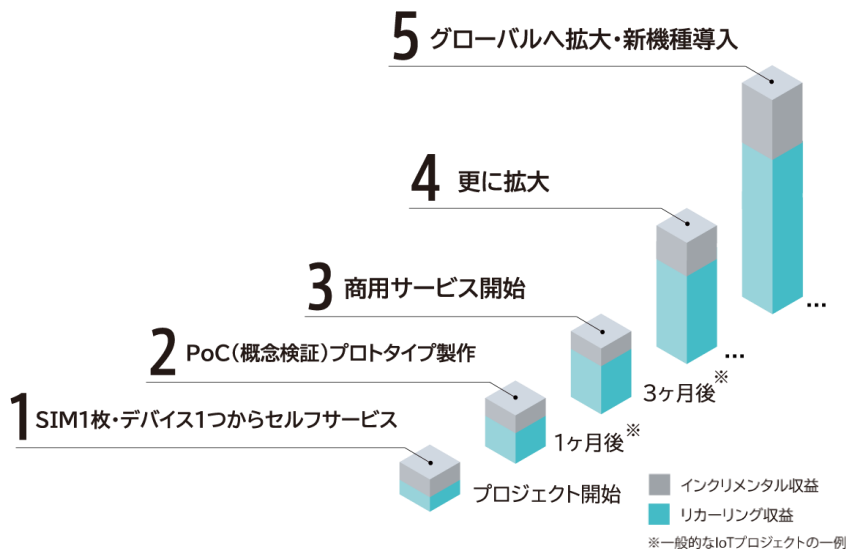 5 グローバルへ拡大・新機種導入
4 更に拡大
...
3 商用サービス開始
...
2 PoC（概念検証）プロトタイプ製作
3ヶ月後※
1 SIM1枚・デバイス1つからセルフサービス
1ヶ月後※
プロジェクト開始
インクリメンタル収益
リカーリング収益
※一般的なIoTプロジェクトの一例